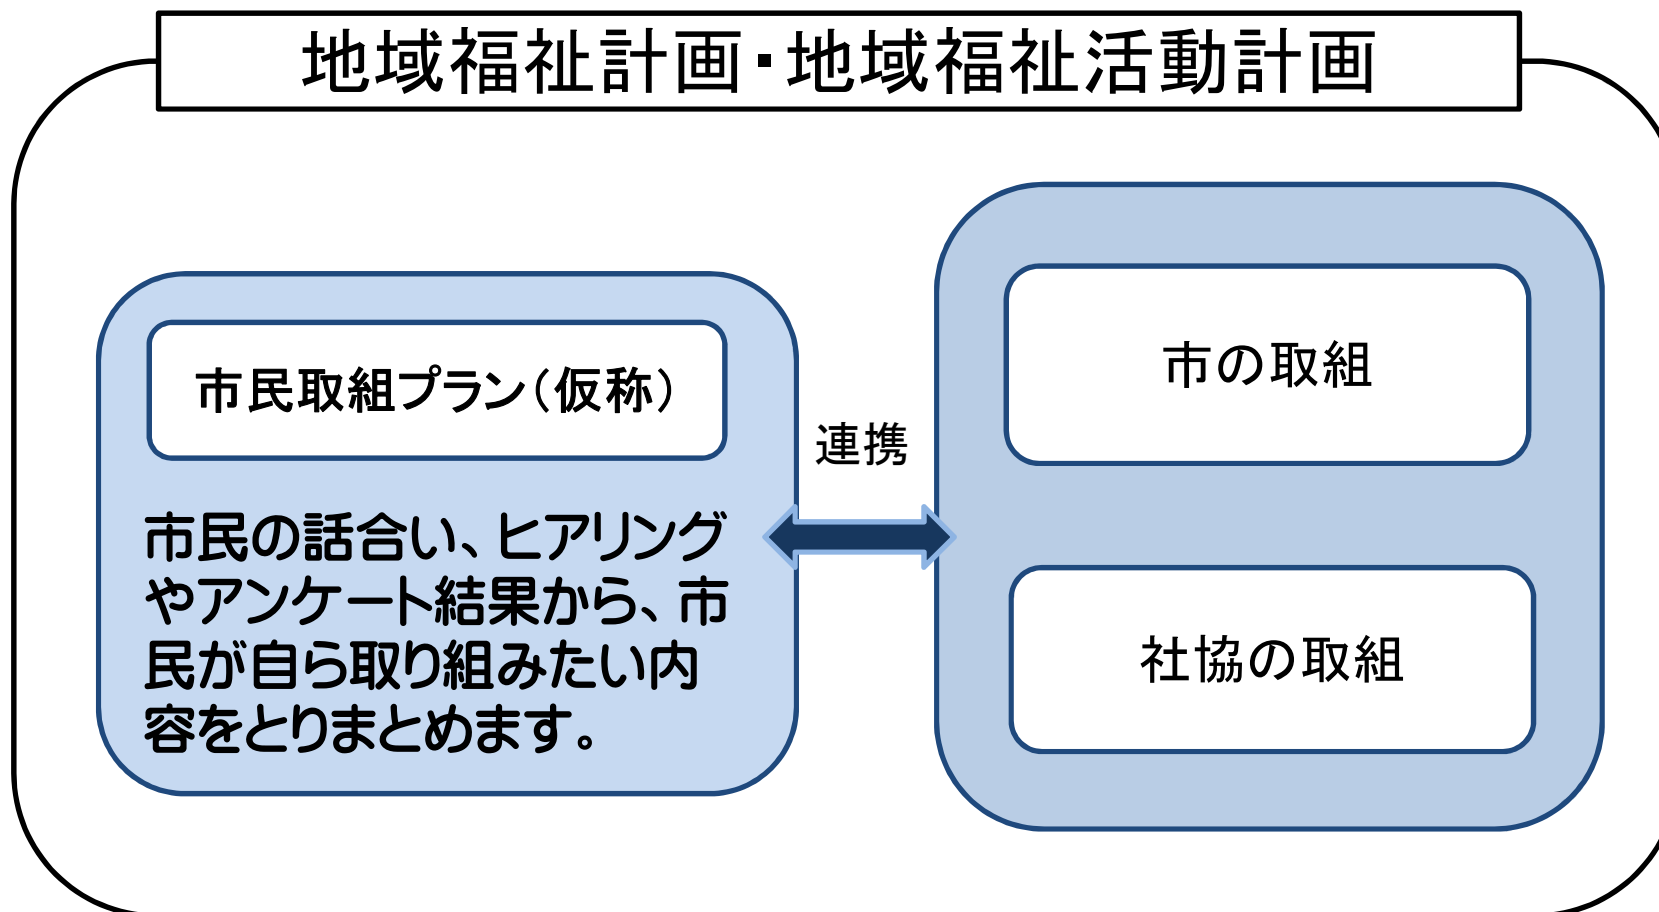 地域福祉計画・地域福祉活動計画
市民取組プラン（仮称）
市民の話合い、ヒアリング
やアンケート結果から、市
民が自ら取り組みたい内
容をとりまとめます。
連携
市の取組
社協の取組